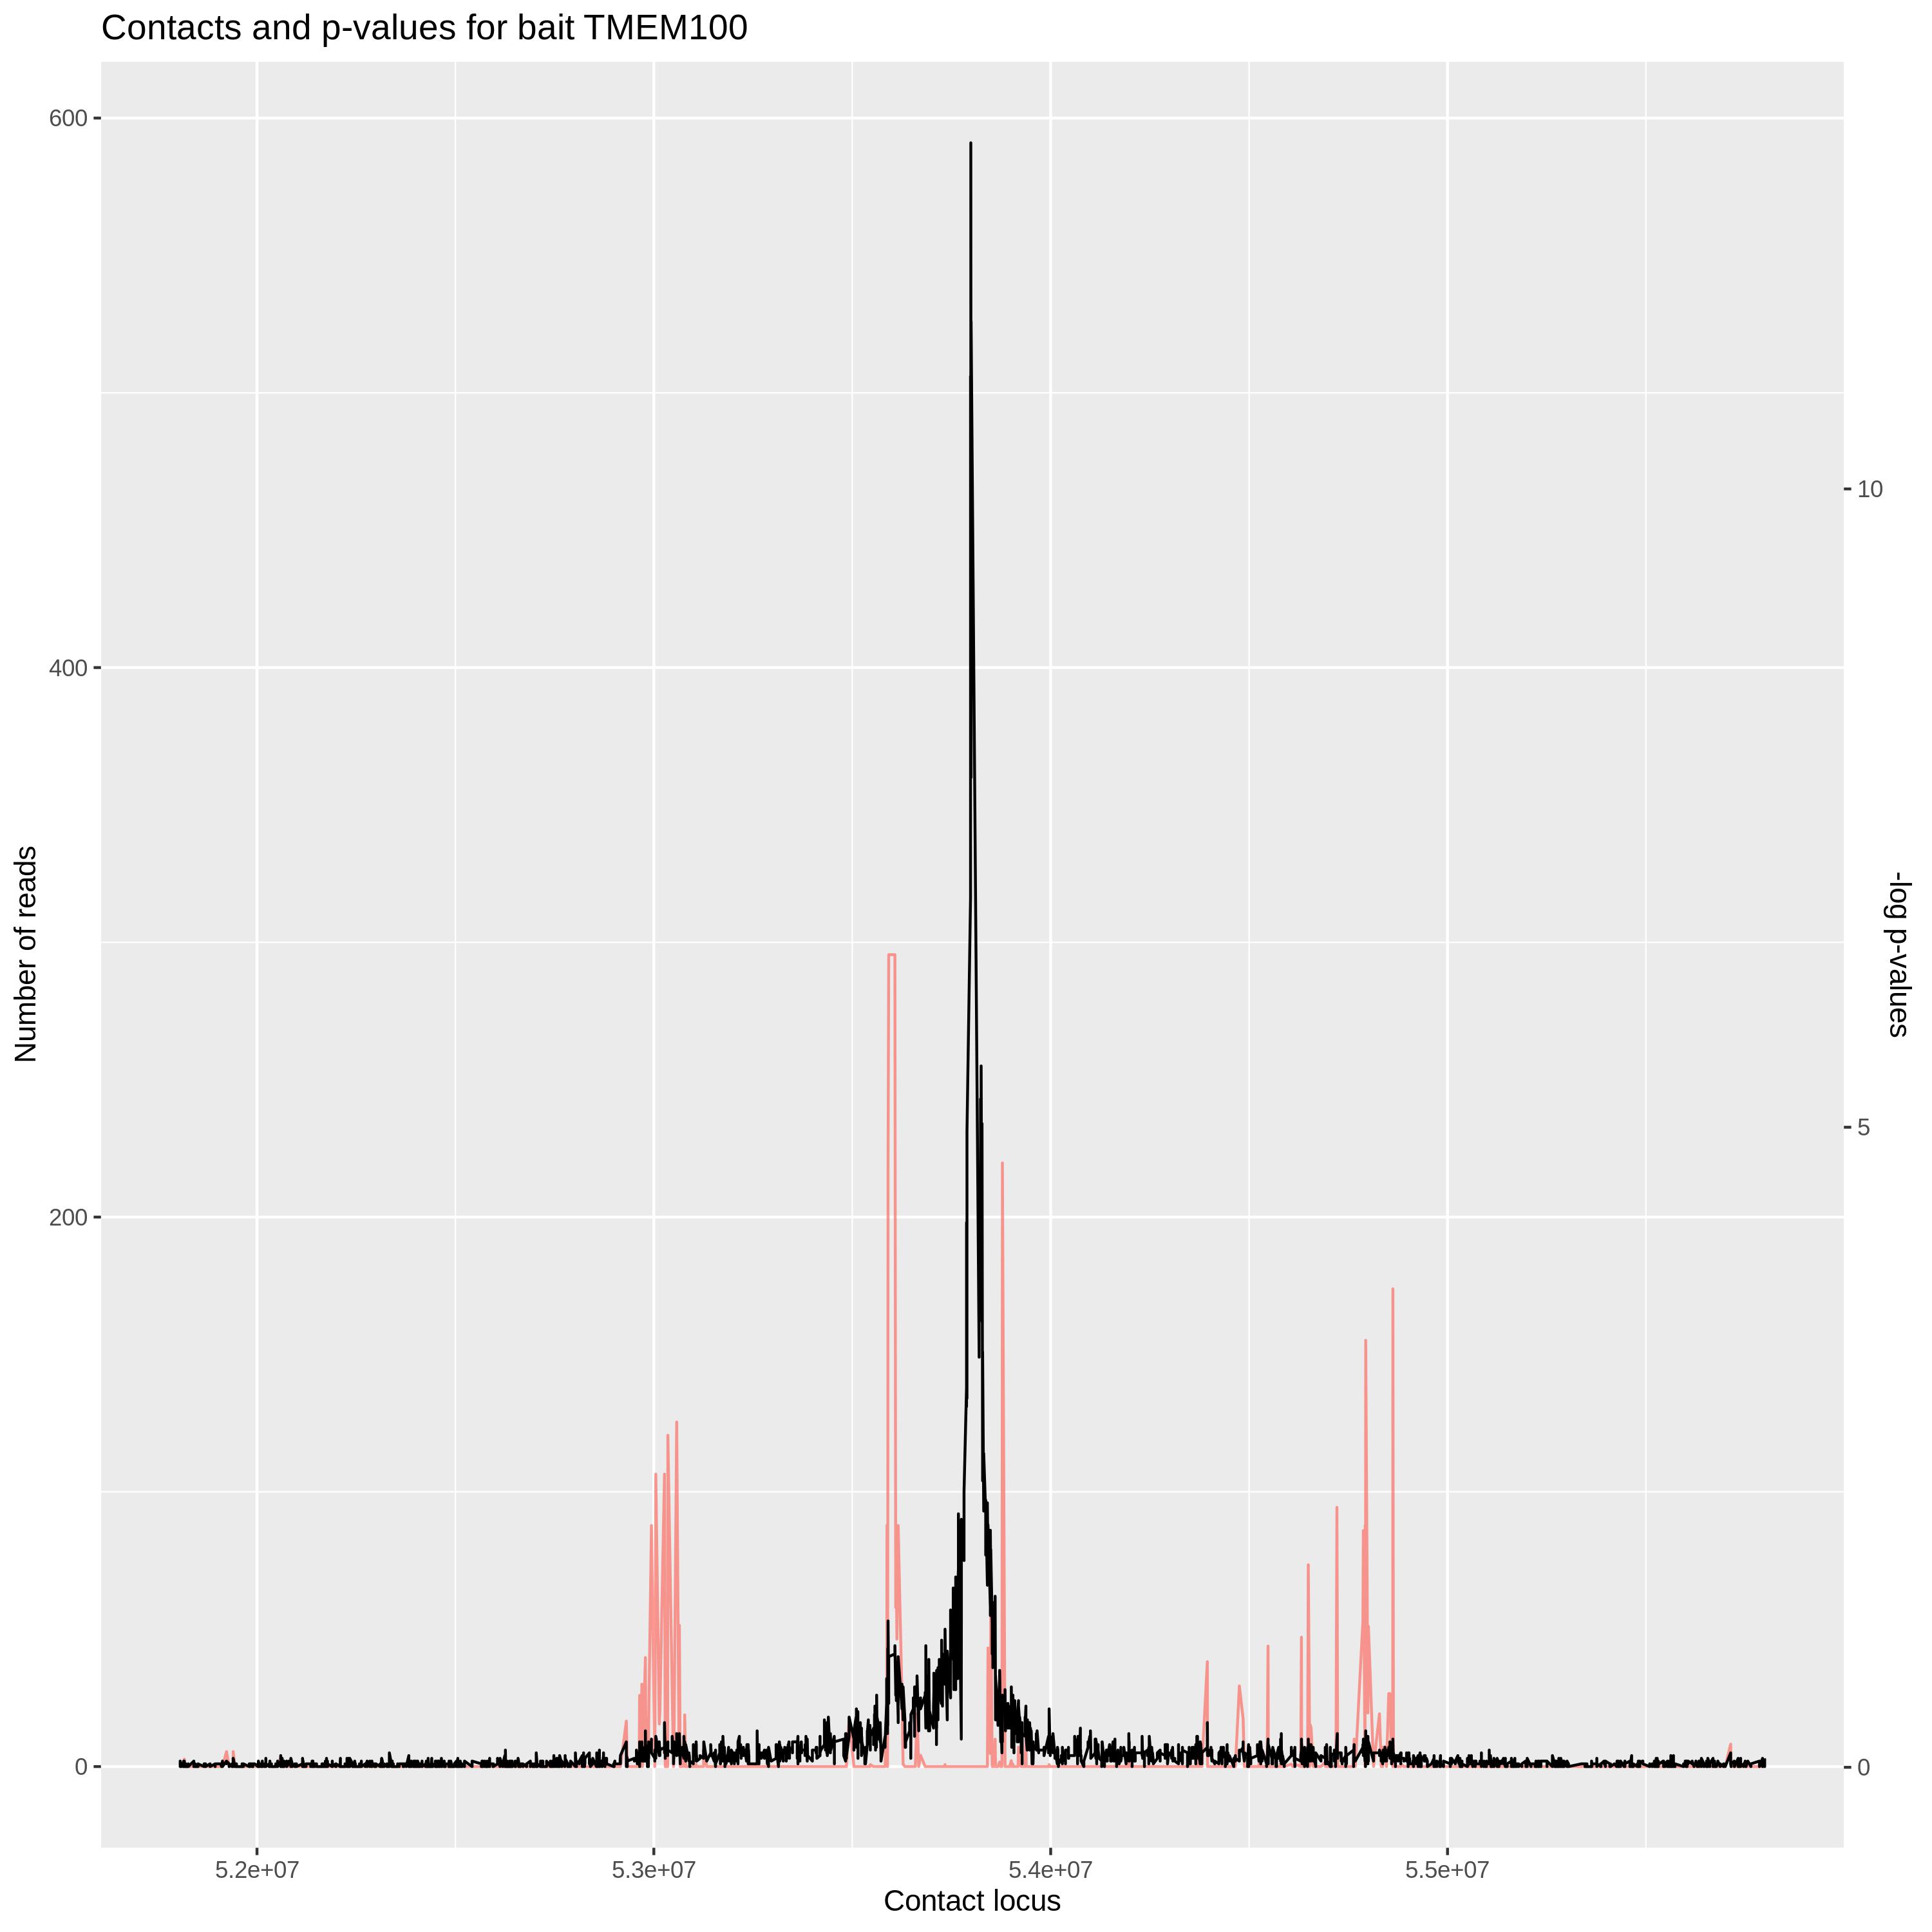 Contacts and p-values for bait TMEM100
600
400
200
0
Number of reads
10
5
0
-log p-values
5.2e+07
5.3e+07
5.4e+07
5.5e+07
Contact locus